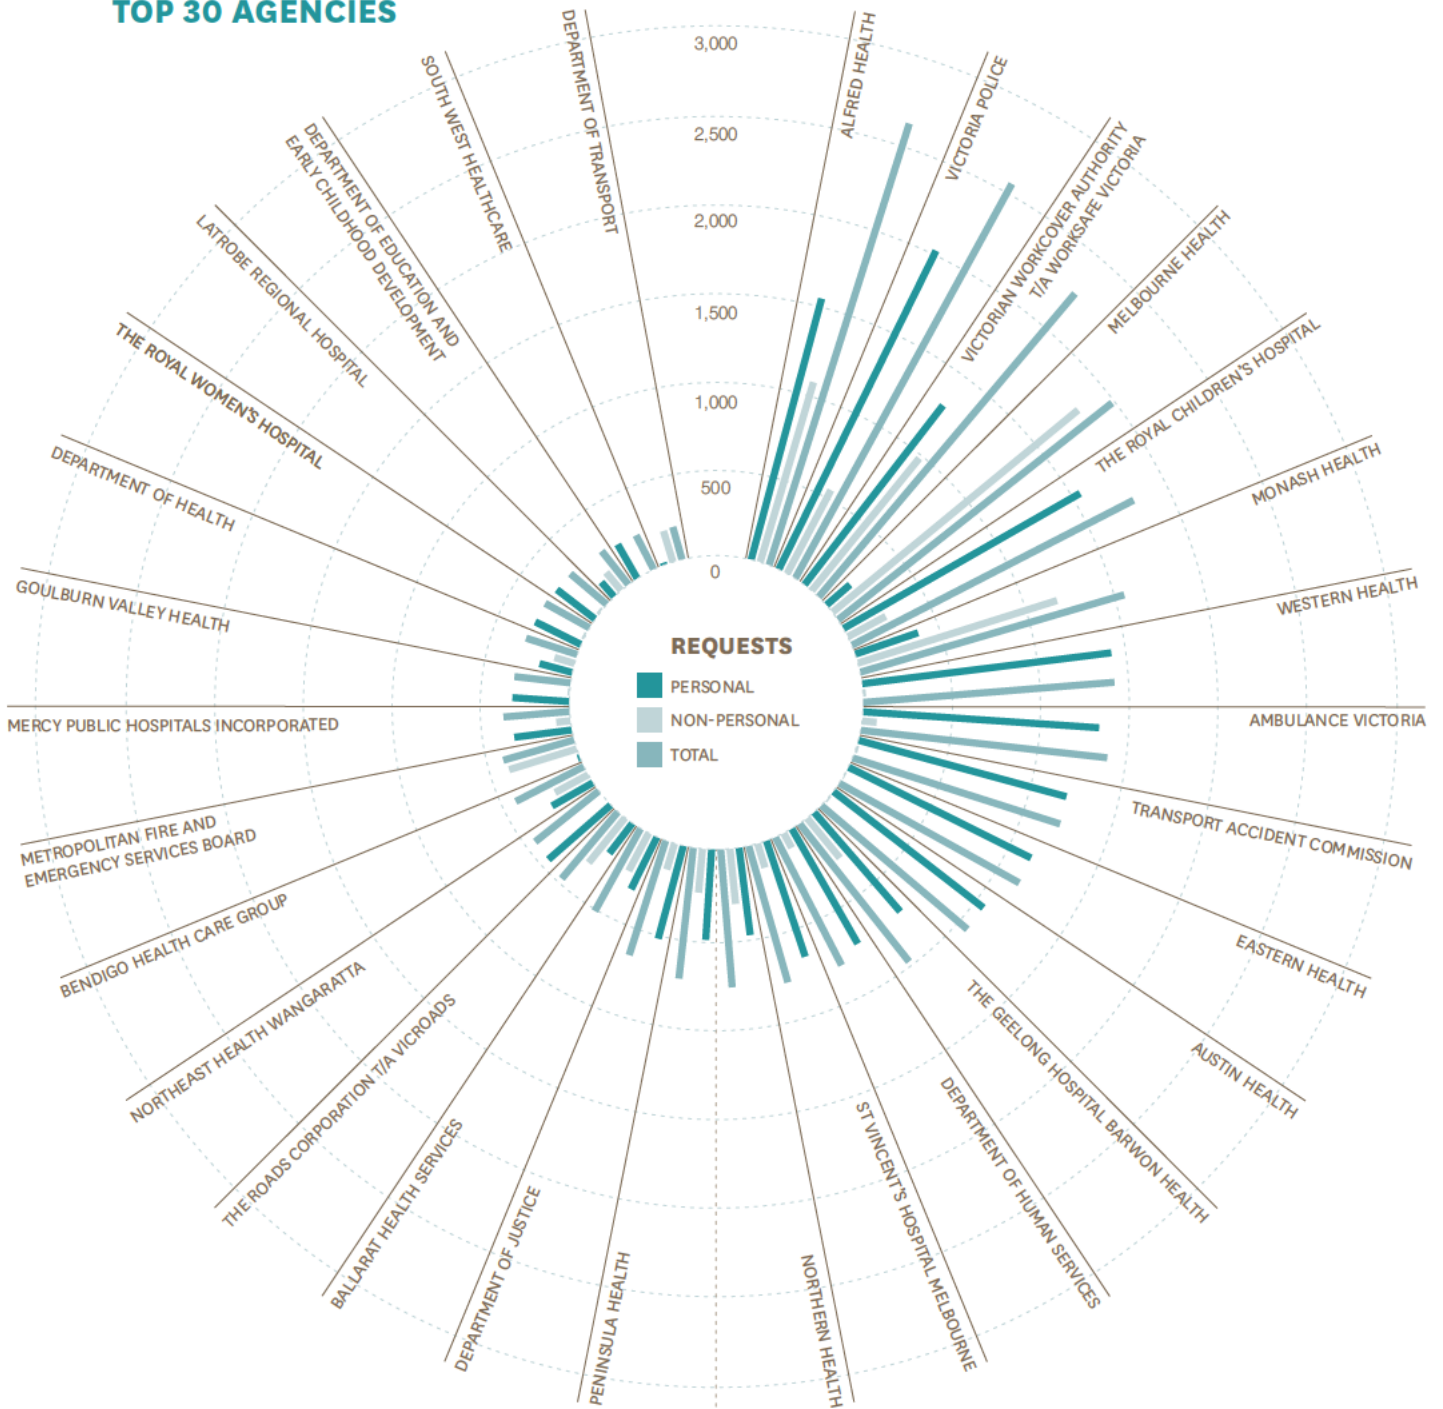 TOP 30 AGENCIES
3,000
2,500
2,000
1,500
1,000
500
0
REQUESTS
PERSONAL
NON-PERSONAL
TOTAL
ALFRED HEALTH
VICTORIA POLICE
VICTORIAN WORKCOVER AUTHORITY
T/A WORKSAFE VICTORIA
MELBOURNE HEALTH
THE ROYAL CHILDREN'S HOSPITAL
MONASH HEALTH
WESTERN HEALTH
AMBULANCE VICTORIA
TRANSPORT ACCIDENT COMMISSION
EASTERN HEALTH
AUSTIN HEALTH
THE GEELONG HOSPITAL BARWON HEALTH
DEPARTMENT OF HUMAN SERVICES
ST VINCENT'S HOSPITAL MELBOURNE
NORTHERN HEALTH
PENINSULA HEALTH
DEPARTMENT OF JUSTICE
BALLARAT HEALTH SERVICES
THE ROADS CORPORATION T/A VICROADS
NORTHEAST HEALTH WANGARATTA
BENDIGO HEALTH CARE GROUP
METROPOLITAN FIRE AND
EMERGENCY SERVICES BOARD
MERCY PUBLIC HOSPITALS INCORPORATED
GOULBURN VALLEY HEALTH
DEPARTMENT OF HEALTH
THE ROYAL WOMEN'S HOSPITAL
LATROBE REGIONAL HOSPITAL
DEPARTMENT OF EDUCATION AND
EARLY CHILDHOOD DEVELOPMENT
SOUTH WEST HEALTHCARE
DEPARTMENT OF TRANSPORT